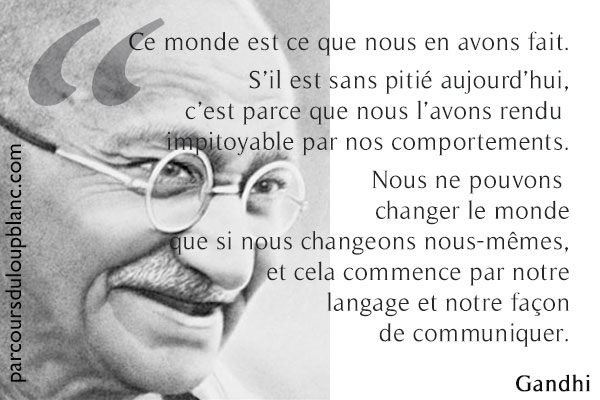 “
Ce monde est ce que nous en avons fait.
S’il est sans pitié aujourd’hui,
c’est parce que nous l’avons rendu
impitoyable par nos comportements.
Nous ne pouvons
changer le monde
que si nous changeons nous-mêmes,
et cela commence par notre
langage et notre façon
de communiquer.
Gandhi
parcoursduloupblanc.com